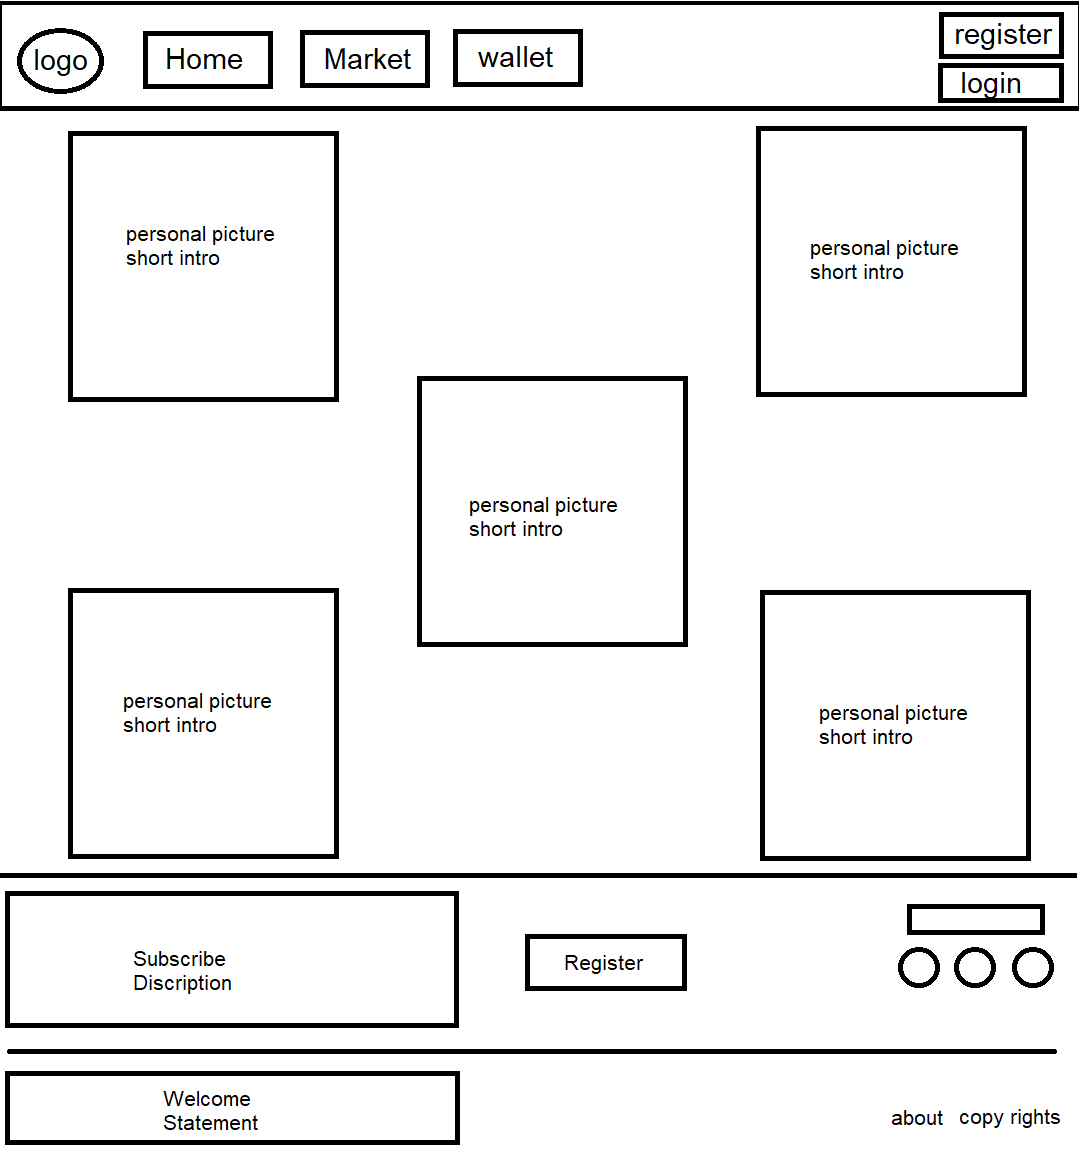 logo
Home
Market
wallet
register
login
personal picture
short intro
personal picture
short intro
personal picture
short intro
personal picture
short intro
personal picture
short intro
Subscribe
Discription
Register
Welcome
Statement
about
copy rights